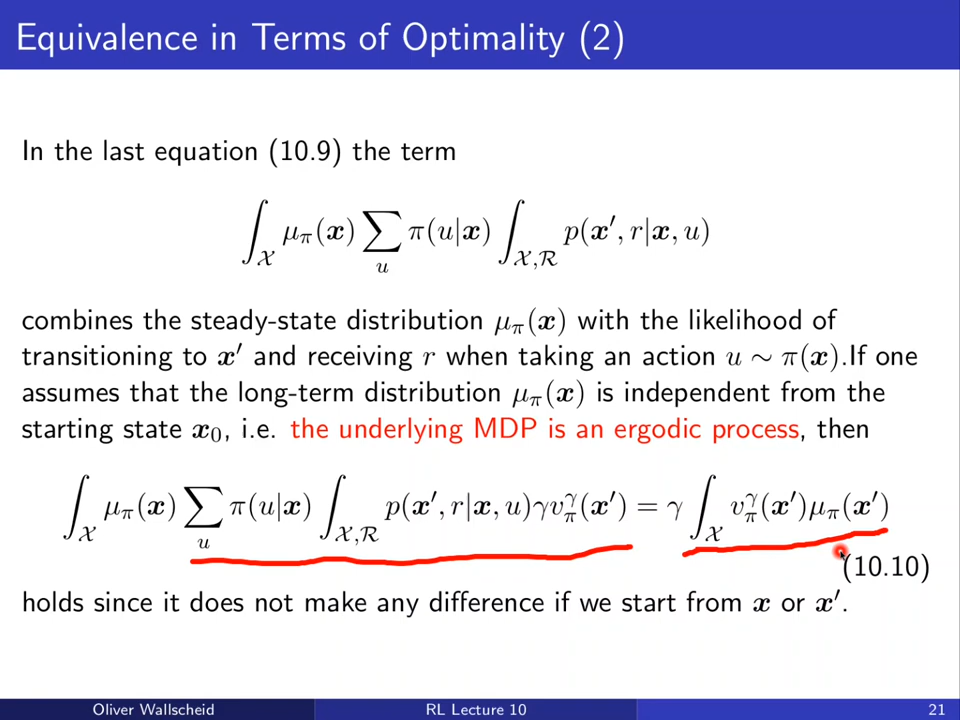 Equivalence in Terms of Optimality (2)
In the last equation (10.9) the term
∫_𝒳 μ_π(𝒙) ∑_u π(u|𝒙) ∫_{𝒳,ℛ} p(𝒙′, r|𝒙, u)
combines the steady-state distribution μ_π(𝒙) with the likelihood of
transitioning to 𝒙′ and receiving r when taking an action u ∼ π(𝒙).If one
assumes that the long-term distribution μ_π(𝒙) is independent from the
starting state 𝒙₀, i.e. the underlying MDP is an ergodic process, then
∫_𝒳 μ_π(𝒙) ∑_u π(u|𝒙) ∫_{𝒳,ℛ} p(𝒙′, r|𝒙, u)γv_π^γ(𝒙′) = γ ∫_𝒳 v_π^γ(𝒙′)μ_π(𝒙′)
(10.10)
holds since it does not make any difference if we start from 𝒙 or 𝒙′.
Oliver Wallscheid RL Lecture 10 21